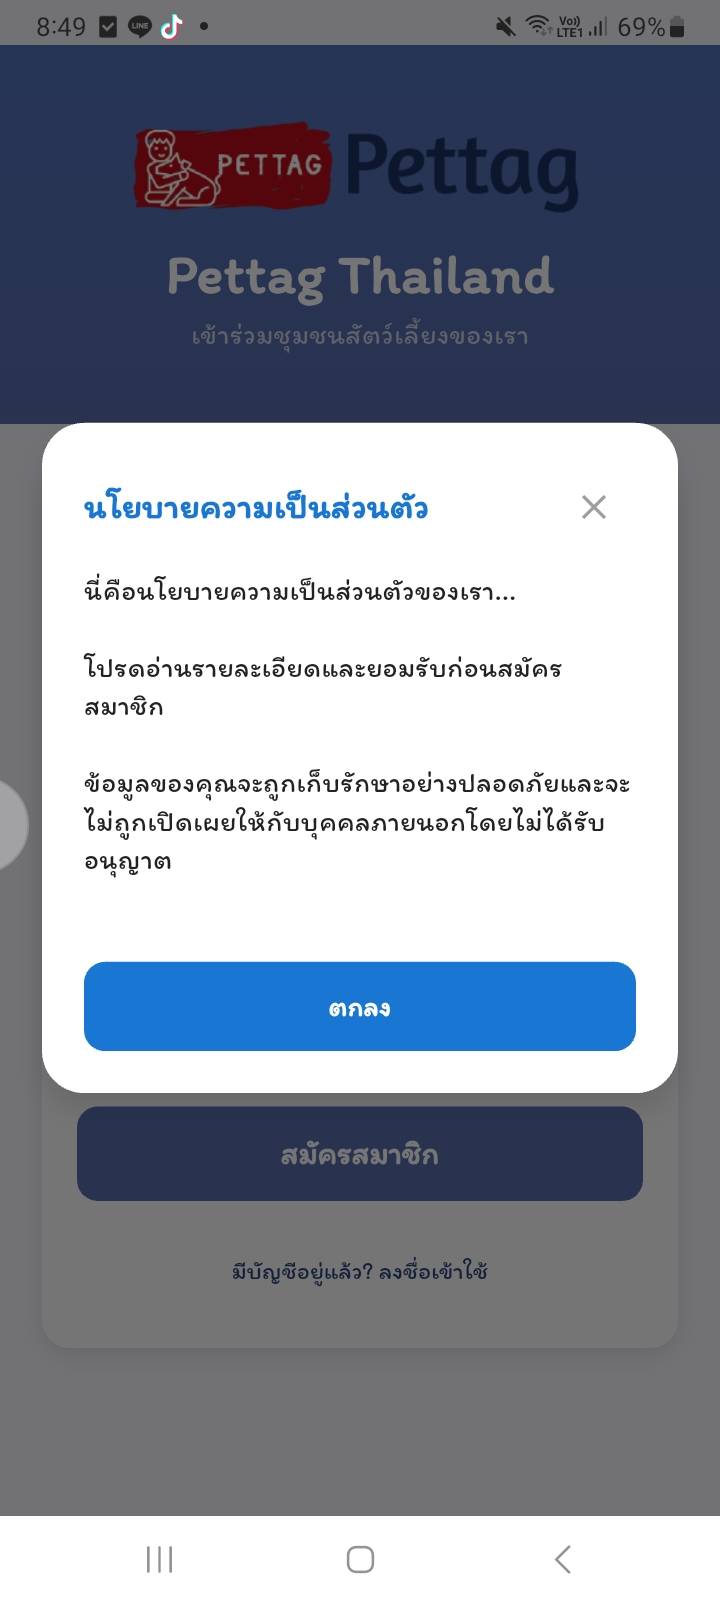 8:49 LINE Vo) LTE1 69%
PETTAG Pettag
Pettag Thailand
เข้าร่วมชุมชนสัตว์เลี้ยงของเรา
นโยบายความเป็นส่วนตัว
นี่คือนโยบายความเป็นส่วนตัวของเรา...
โปรดอ่านรายละเอียดและยอมรับก่อนสมัคร
สมาชิก
ข้อมูลของคุณจะถูกเก็บรักษาอย่างปลอดภัยและจะ
ไม่ถูกเปิดเผยให้กับบุคคลภายนอกโดยไม่ได้รับ
อนุญาต
ตกลง
สมัครสมาชิก
มีบัญชีอยู่แล้ว? ลงชื่อเข้าใช้